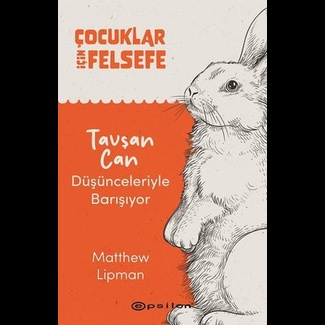 ÇOCUKLAR
İÇİN FELSEFE
Tavşan
Can
Düşünceleriyle
Barışıyor
Matthew
Lipman
epsilon